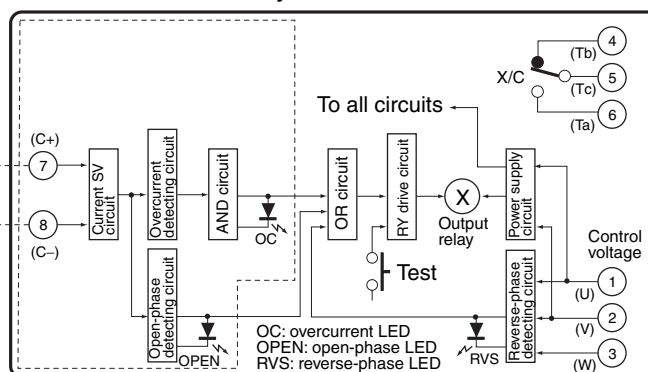 4
(Tb)
X/C
5
(Tc)
6
(Ta)
To all circuits
(C+)
7
8
(C−)
Current SV circuit
Overcurrent detecting circuit
AND circuit
OC
OR circuit
RY drive circuit
X
Output relay
Power supply circuit
Control voltage
Test
1
(U)
2
(V)
3
(W)
Open-phase detecting circuit
OPEN
Reverse-phase detecting circuit
RVS
OC: overcurrent LED
OPEN: open-phase LED
RVS: reverse-phase LED